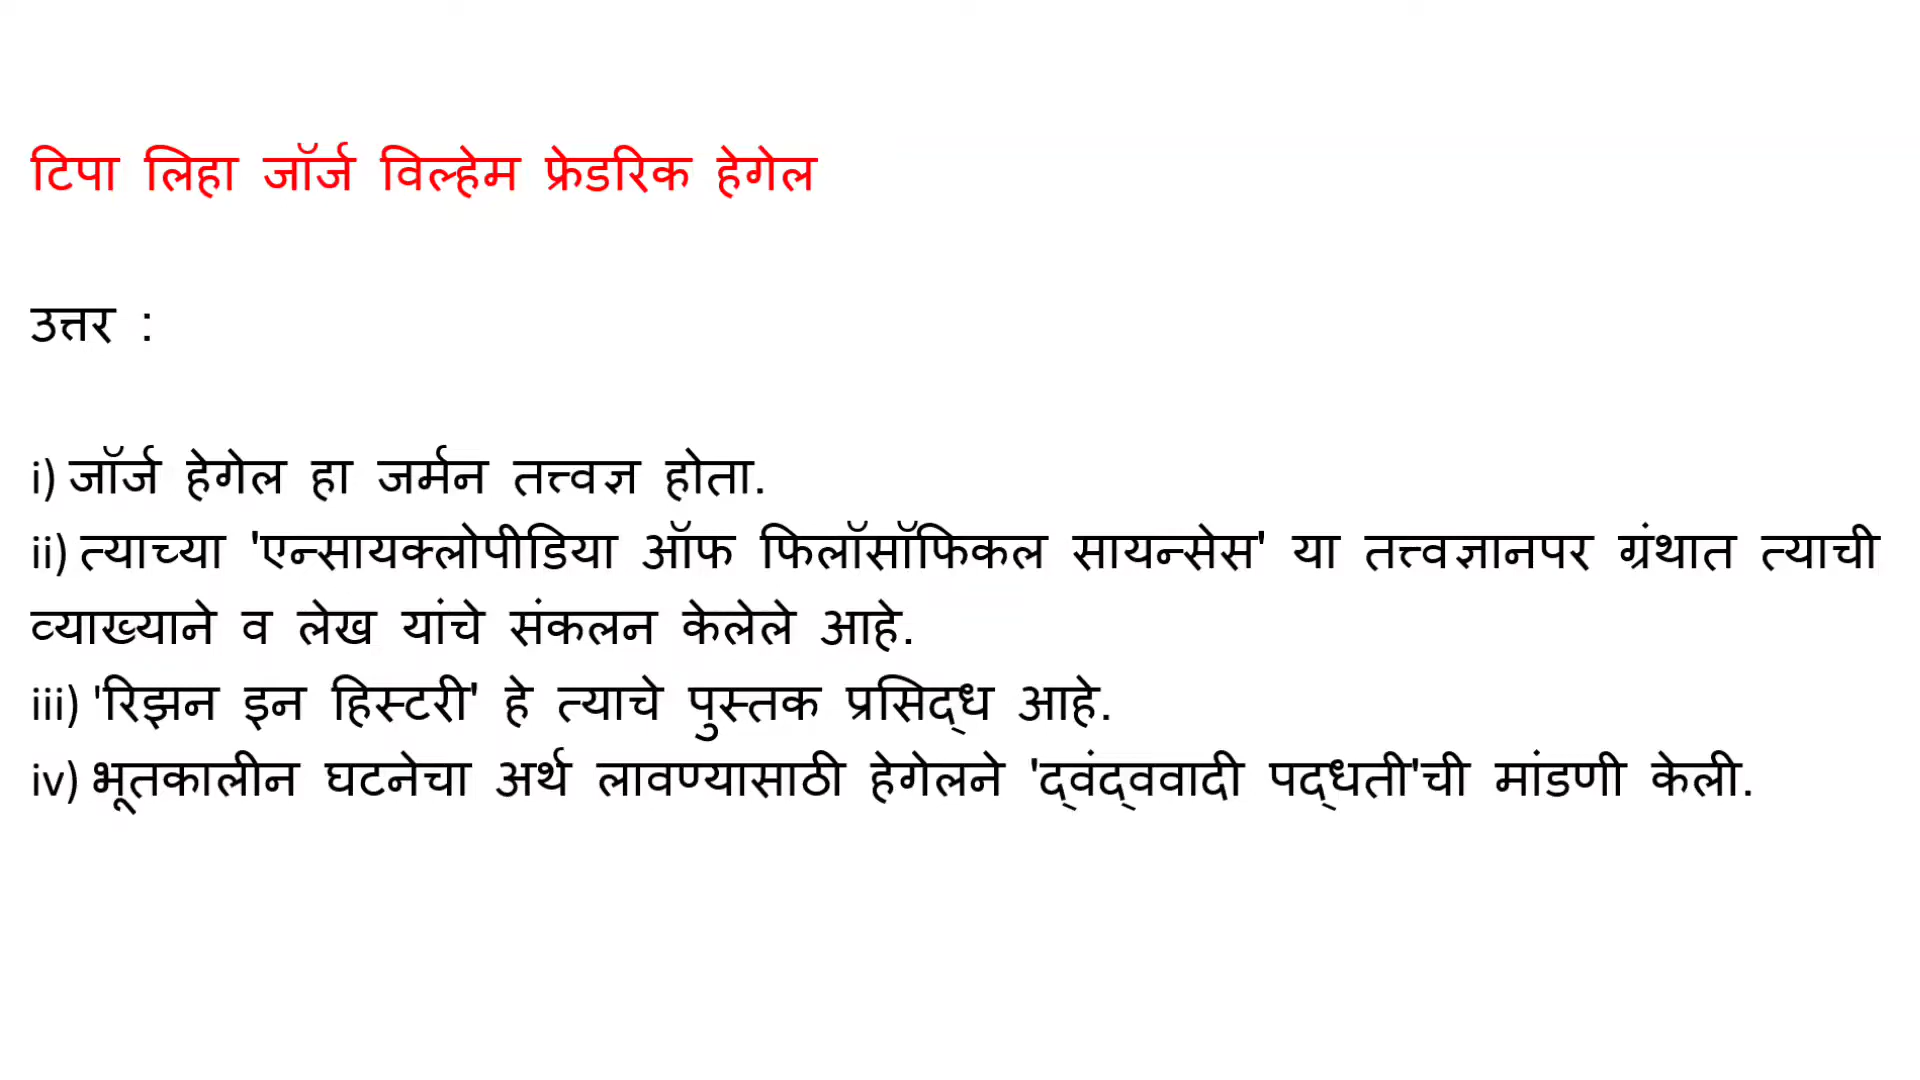 टिपा लिहा जॉर्ज विल्हेम फ्रेडरिक हेगेल
उत्तर :
i) जॉर्ज हेगेल हा जर्मन तत्त्वज्ञ होता.
ii) त्याच्या 'एन्सायक्लोपीडिया ऑफ फिलॉसॉफिकल सायन्सेस' या तत्त्वज्ञानपर ग्रंथात त्याची
व्याख्याने व लेख यांचे संकलन केलेले आहे.
iii) 'रिझन इन हिस्टरी' हे त्याचे पुस्तक प्रसिद्ध आहे.
iv) भूतकालीन घटनेचा अर्थ लावण्यासाठी हेगेलने 'द्वंद्ववादी पद्धती'ची मांडणी केली.